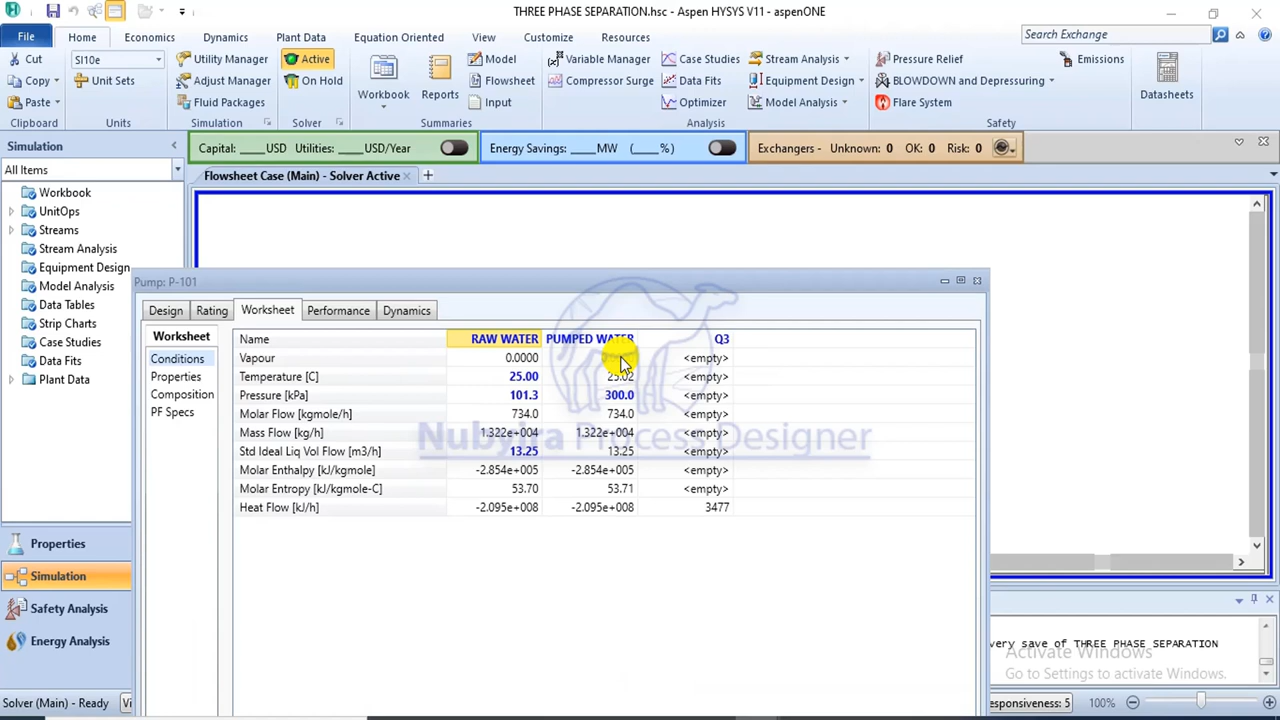 THREE PHASE SEPARATION.hsc - Aspen HYSYS V11 - aspenONE
File Home Economics Dynamics Plant Data Equation Oriented View Customize Resources Search Exchange
Cut SI10e Utility Manager Active Model Variable Manager Case Studies Stream Analysis Pressure Relief Emissions
Copy Unit Sets Adjust Manager On Hold Workbook Reports Flowsheet Compressor Surge Data Fits Equipment Design BLOWDOWN and Depressuring Datasheets
Paste Fluid Packages Input Optimizer Model Analysis Flare System
Clipboard Units Simulation Solver Summaries Analysis Safety
Capital: ____USD Utilities: ____USD/Year Energy Savings: ____MW (____%) Exchangers - Unknown: 0 OK: 0 Risk: 0
Simulation
All Items
Flowsheet Case (Main) - Solver Active
Workbook
UnitOps
Streams
Stream Analysis
Equipment Design
Model Analysis
Data Tables
Strip Charts
Case Studies
Data Fits
Plant Data
Properties
Simulation
Safety Analysis
Energy Analysis
Pump: P-101
Design Rating Worksheet Performance Dynamics
Worksheet
Conditions
Properties
Composition
PF Specs
Name RAW WATER PUMPED WATER Q3
Vapour 0.0000 <empty>
Temperature [C] 25.00 25.02 <empty>
Pressure [kPa] 101.3 300.0 <empty>
Molar Flow [kgmole/h] 734.0 734.0 <empty>
Mass Flow [kg/h] 1.322e+004 1.322e+004 <empty>
Std Ideal Liq Vol Flow [m3/h] 13.25 13.25 <empty>
Molar Enthalpy [kJ/kgmole] -2.854e+005 -2.854e+005 <empty>
Molar Entropy [kJ/kgmole-C] 53.70 53.71 <empty>
Heat Flow [kJ/h] -2.095e+008 -2.095e+008 3477
Nubyira Process Designer
very save of THREE PHASE SEPARATION
Activate Windows
Go to Settings to activate Windows.
Solver (Main) - Ready Vi esponsiveness: 5 100%